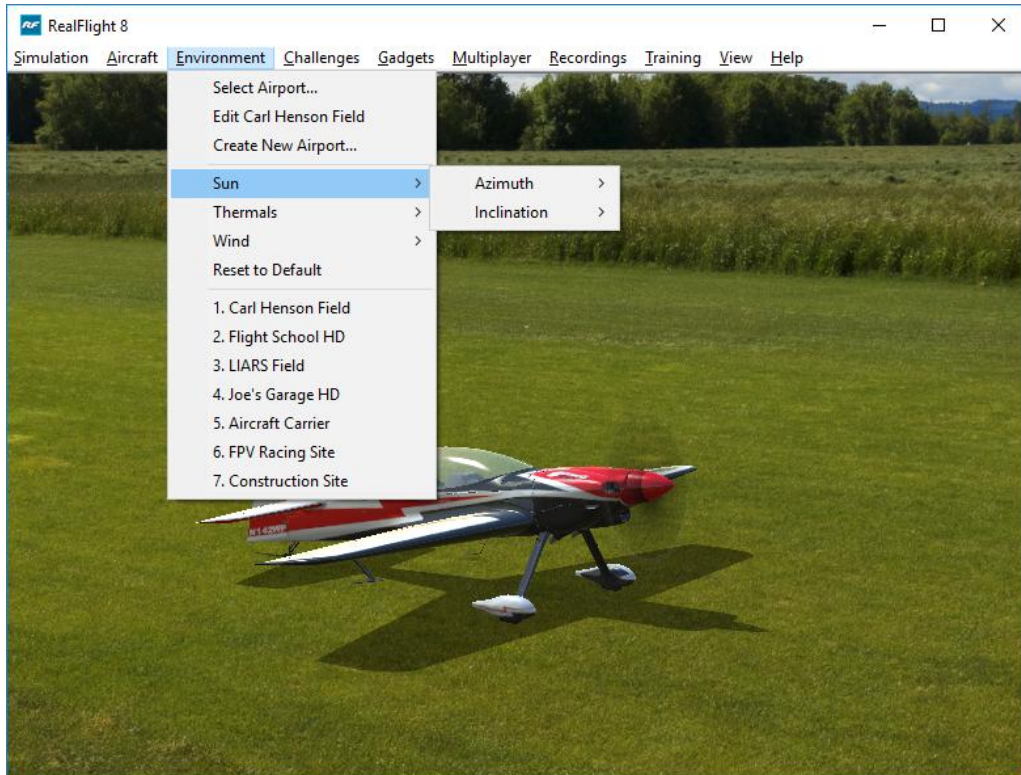 RF RealFlight 8
Simulation Aircraft Environment Challenges Gadgets Multiplayer Recordings Training View Help
Select Airport...
Edit Carl Henson Field
Create New Airport...
Sun
Azimuth
Thermals
Inclination
Wind
Reset to Default
1. Carl Henson Field
2. Flight School HD
3. LIARS Field
4. Joe's Garage HD
5. Aircraft Carrier
6. FPV Racing Site
7. Construction Site